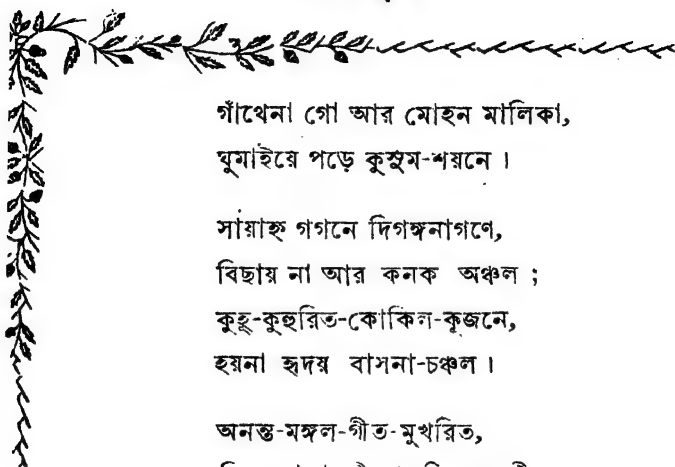 গাঁথেনা গো আর মোহন মালিকা,
ঘুমাইয়ে পড়ে কুসুম-শয়নে ।
সায়াহ্ন গগনে দিগঙ্গনাগণে,
বিছায় না আর কনক অঞ্চল ;
কুহূ-কুহুরিত-কোকিল-কূজনে,
হয়না হৃদয় বাসনা-চঞ্চল ।
অনন্ত-মঙ্গল-গীত-মুখরিত,